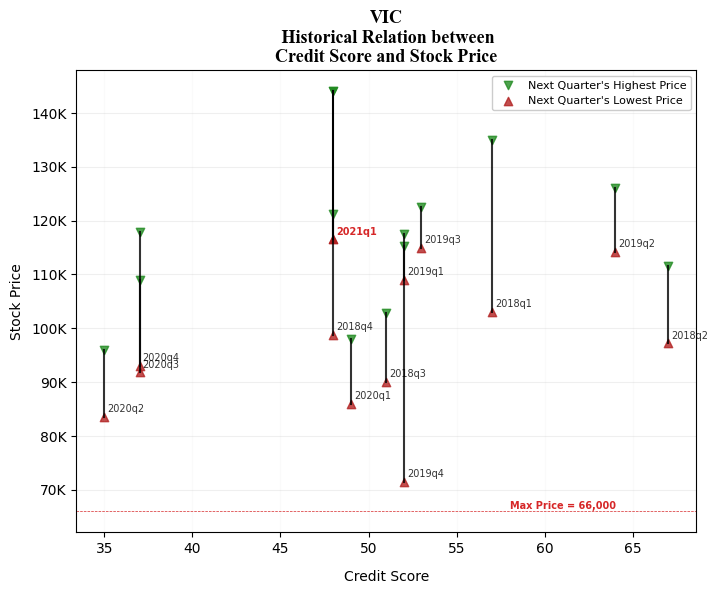 VIC
Historical Relation between
Credit Score and Stock Price
Next Quarter's Highest Price
Next Quarter's Lowest Price
140K
130K
120K
110K
100K
90K
80K
70K
Stock Price
2021q1
2019q3
2019q2
2019q1
2018q1
2018q4
2018q2
2020q4
2020q3
2018q3
2020q1
2020q2
2019q4
Max Price = 66,000
35
40
45
50
55
60
65
Credit Score